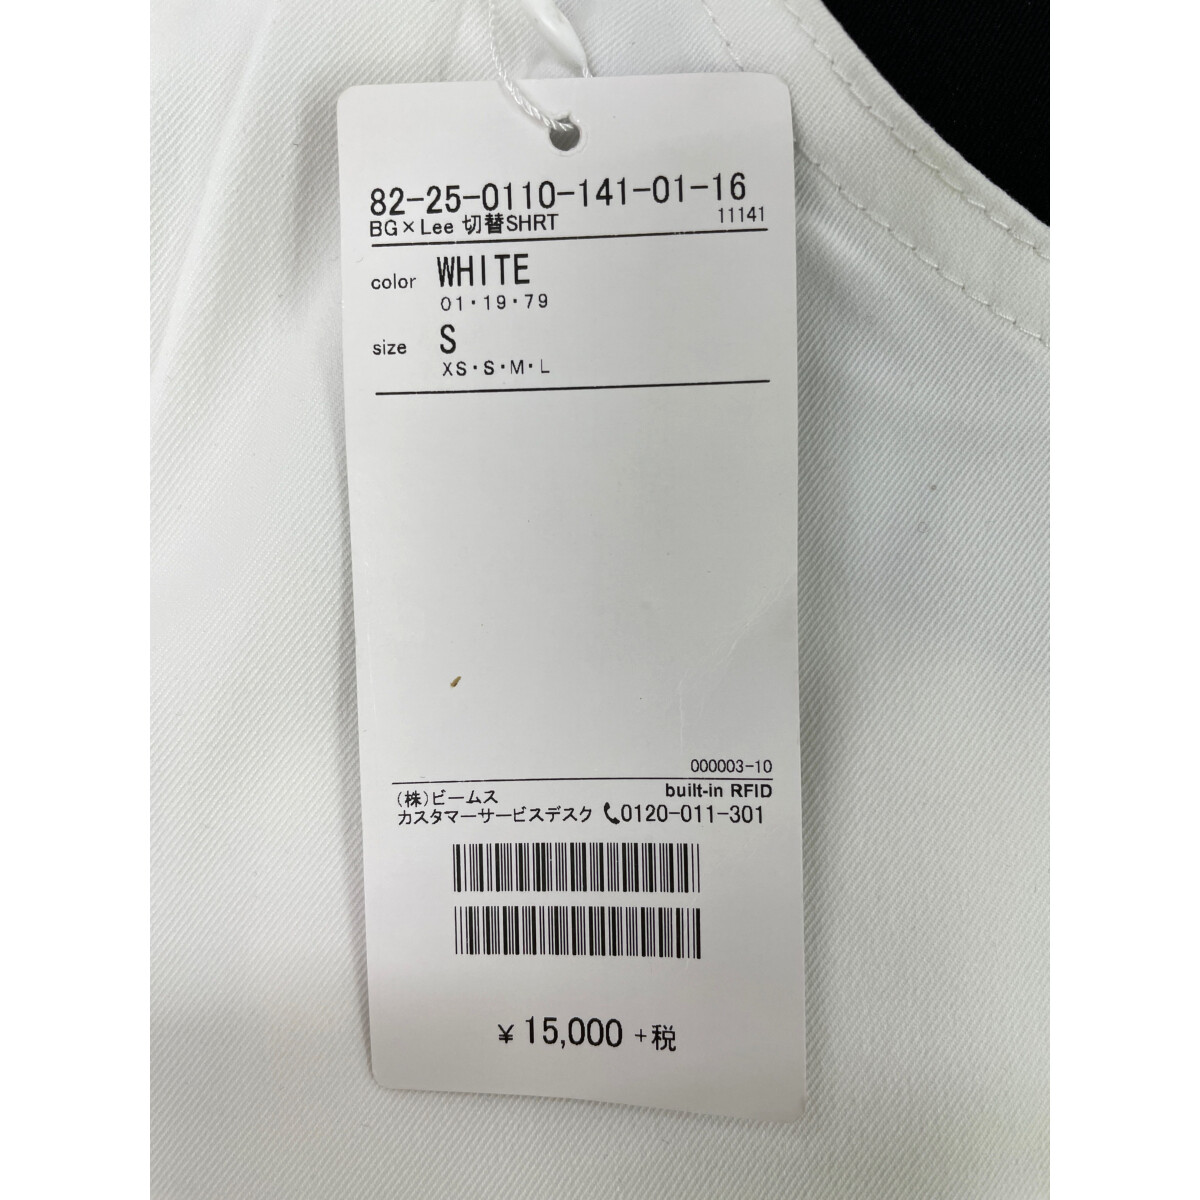 82-25-0110-141-01-16
BG×Lee 切替SHRT 11141
color WHITE
01・19・79
size S
XS・S・M・L
000003-10
built-in RFID
(株)ビームス
カスタマーサービスデスク 0120-011-301
¥15,000 +税